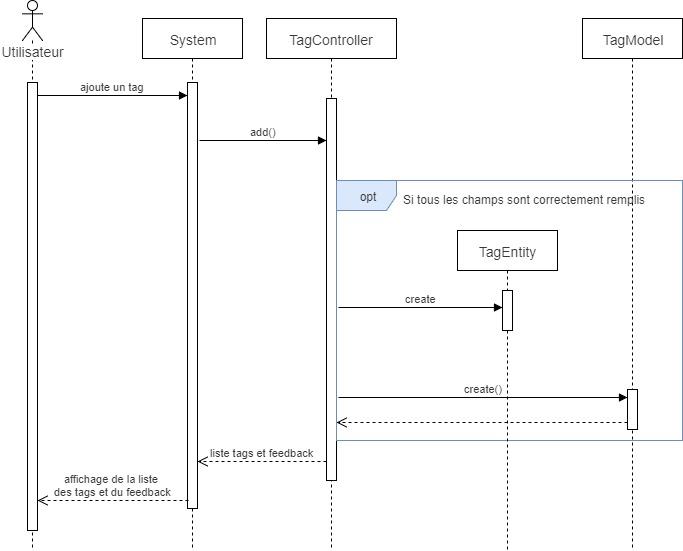 Utilisateur
System
TagController
TagModel
ajoute un tag
add()
opt
Si tous les champs sont correctement remplis
TagEntity
create
create()
liste tags et feedback
affichage de la liste
des tags et du feedback